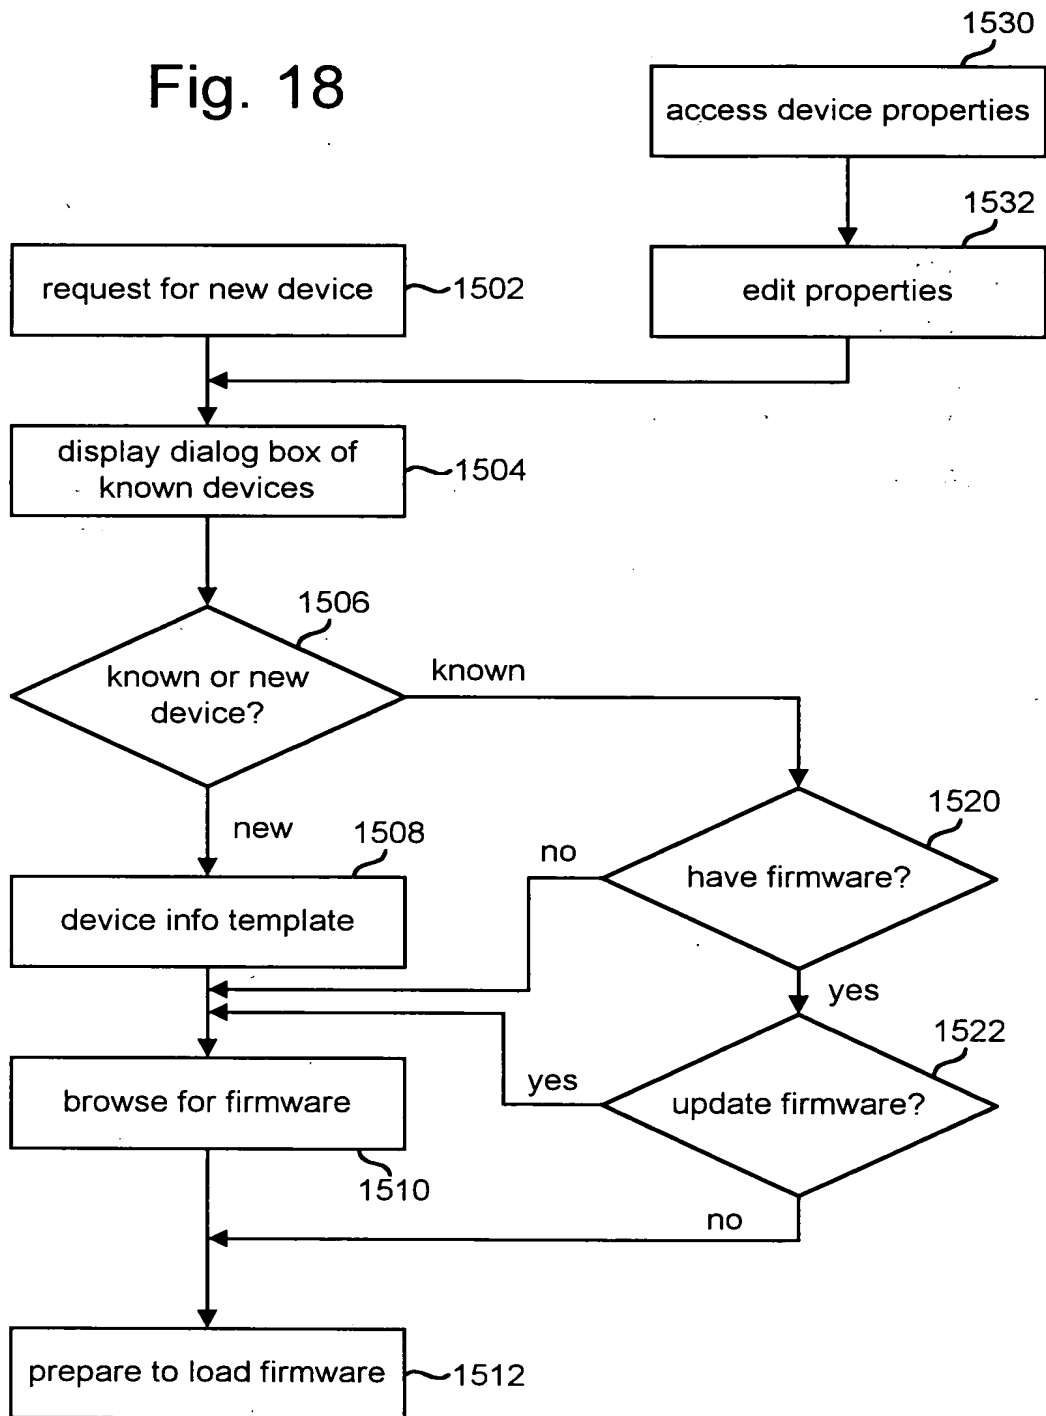 Fig. 18
1530
access device properties
1532
edit properties
request for new device
1502
display dialog box of
known devices
1504
1506
known or new
device?
known
new
1508
device info template
1520
have firmware?
no
yes
1522
update firmware?
yes
no
browse for firmware
1510
prepare to load firmware
1512